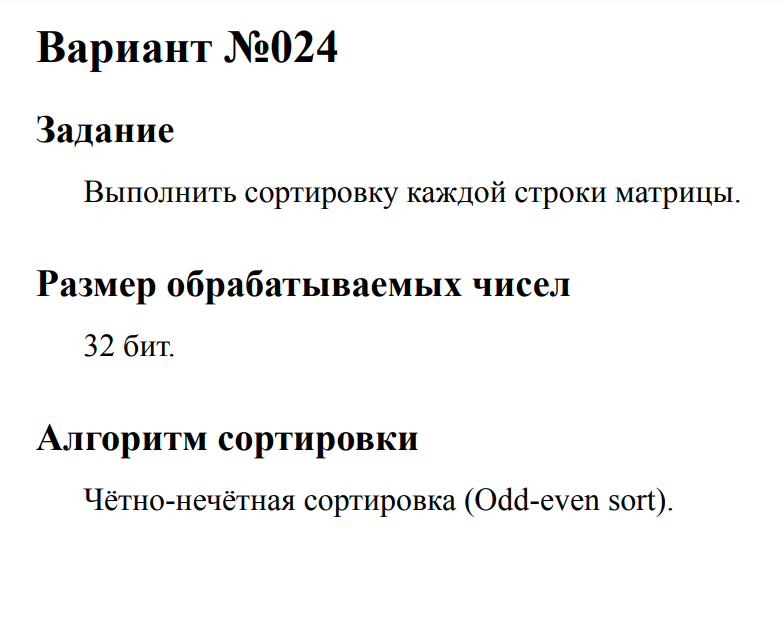 Вариант №024
Задание
Выполнить сортировку каждой строки матрицы.
Размер обрабатываемых чисел
32 бит.
Алгоритм сортировки
Чётно-нечётная сортировка (Odd-even sort).